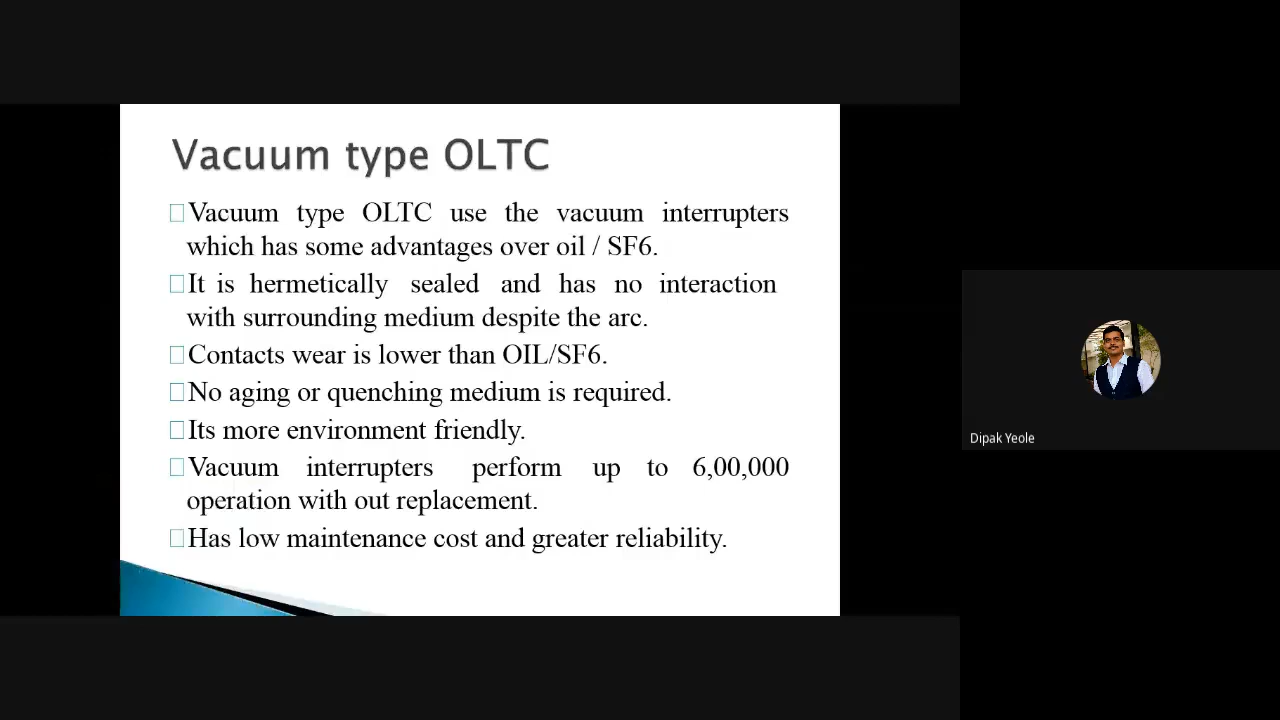 Vacuum type OLTC
Vacuum type OLTC use the vacuum interrupters
which has some advantages over oil / SF6.
It is hermetically sealed and has no interaction
with surrounding medium despite the arc.
Contacts wear is lower than OIL/SF6.
No aging or quenching medium is required.
Its more environment friendly.
Vacuum interrupters perform up to 6,00,000
operation with out replacement.
Has low maintenance cost and greater reliability.
Dipak Yeole